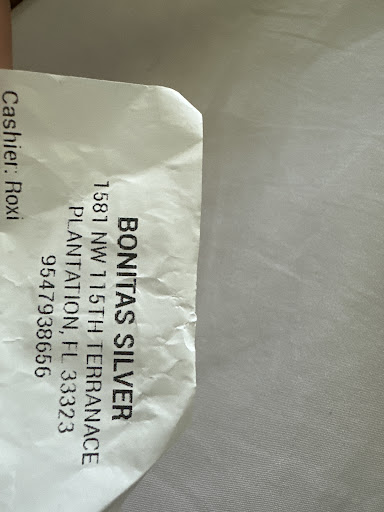 BONITAS SILVER
1581 NW 115TH TERRANACE
PLANTATION, FL 33323
9547938656
Cashier: Roxi